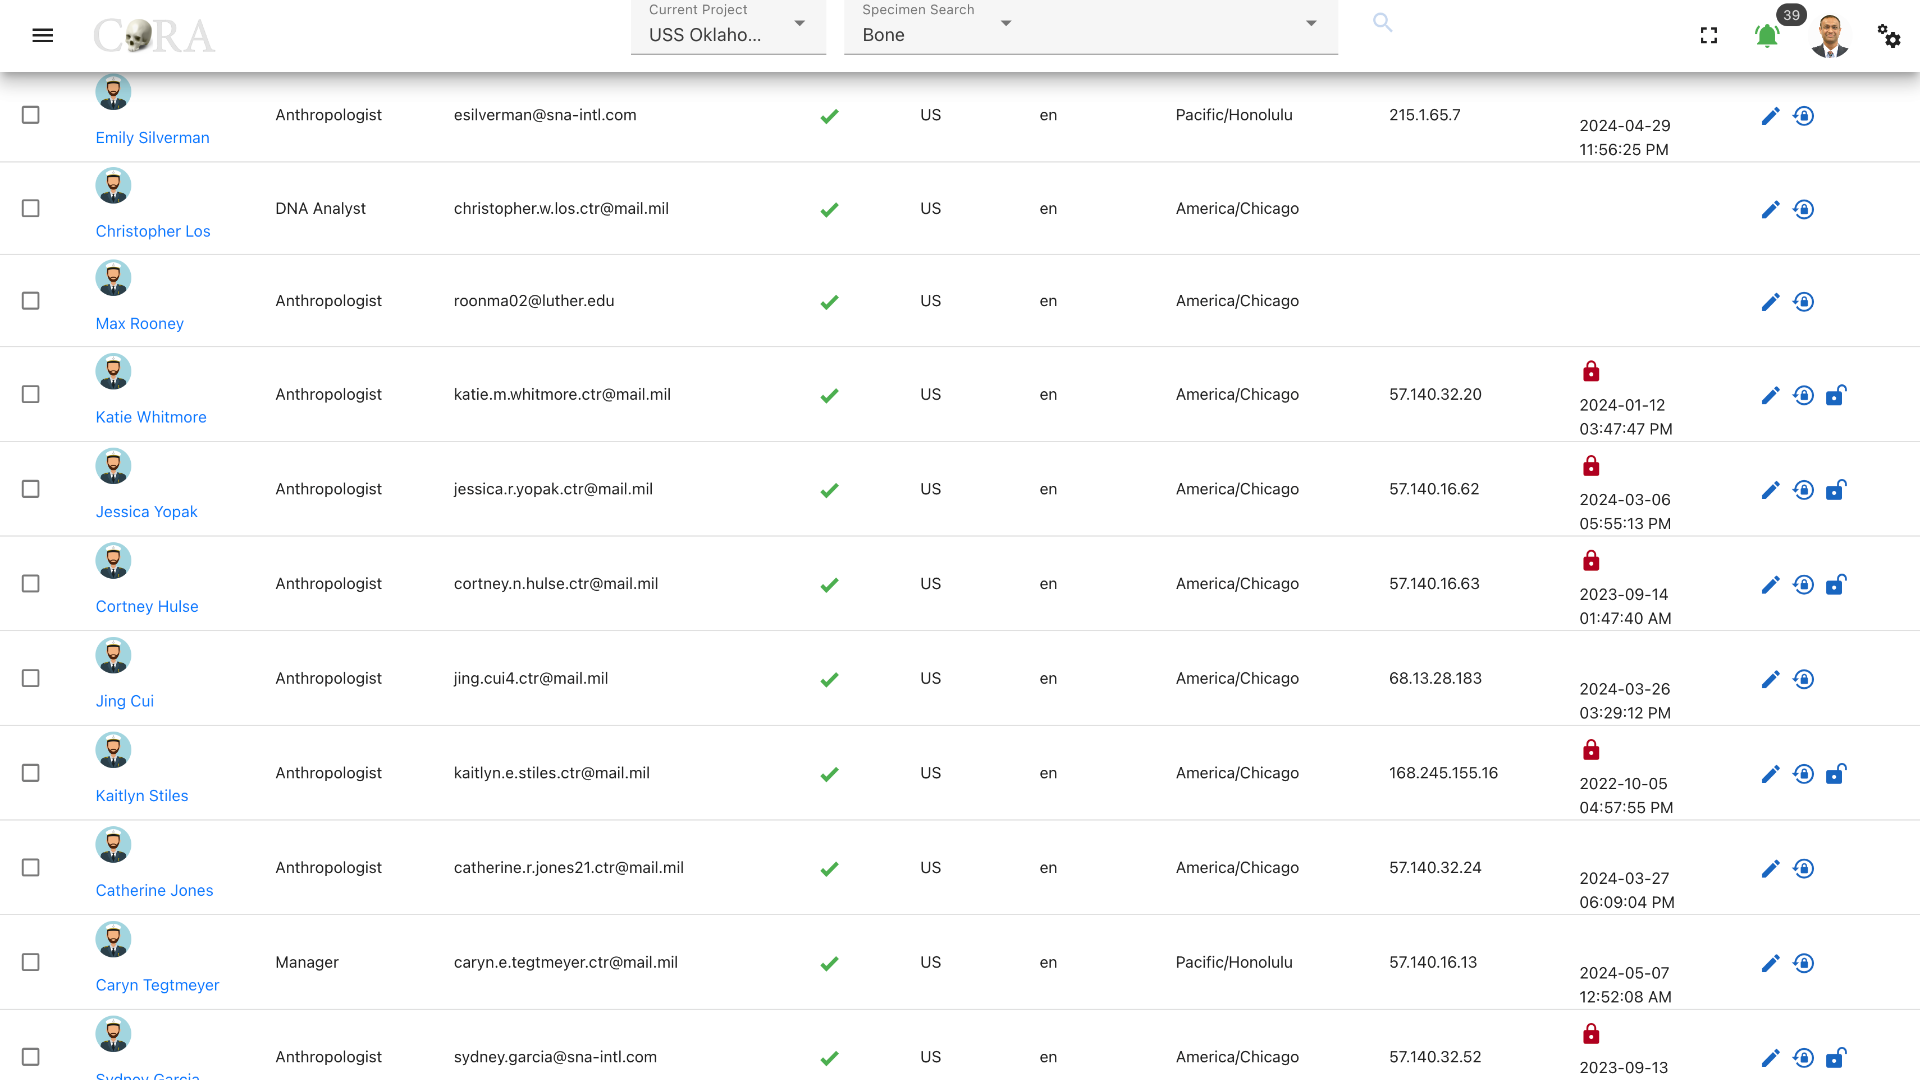 CORA
Current Project
USS Oklaho...
Specimen Search
Bone
39
Emily Silverman
Anthropologist
esilverman@sna-intl.com
US
en
Pacific/Honolulu
215.1.65.7
2024-04-29
11:56:25 PM
Christopher Los
DNA Analyst
christopher.w.los.ctr@mail.mil
US
en
America/Chicago
Max Rooney
Anthropologist
roonma02@luther.edu
US
en
America/Chicago
Katie Whitmore
Anthropologist
katie.m.whitmore.ctr@mail.mil
US
en
America/Chicago
57.140.32.20
2024-01-12
03:47:47 PM
Jessica Yopak
Anthropologist
jessica.r.yopak.ctr@mail.mil
US
en
America/Chicago
57.140.16.62
2024-03-06
05:55:13 PM
Cortney Hulse
Anthropologist
cortney.n.hulse.ctr@mail.mil
US
en
America/Chicago
57.140.16.63
2023-09-14
01:47:40 AM
Jing Cui
Anthropologist
jing.cui4.ctr@mail.mil
US
en
America/Chicago
68.13.28.183
2024-03-26
03:29:12 PM
Kaitlyn Stiles
Anthropologist
kaitlyn.e.stiles.ctr@mail.mil
US
en
America/Chicago
168.245.155.16
2022-10-05
04:57:55 PM
Catherine Jones
Anthropologist
catherine.r.jones21.ctr@mail.mil
US
en
America/Chicago
57.140.32.24
2024-03-27
06:09:04 PM
Caryn Tegtmeyer
Manager
caryn.e.tegtmeyer.ctr@mail.mil
US
en
Pacific/Honolulu
57.140.16.13
2024-05-07
12:52:08 AM
Sydney Garcia
Anthropologist
sydney.garcia@sna-intl.com
US
en
America/Chicago
57.140.32.52
2023-09-13